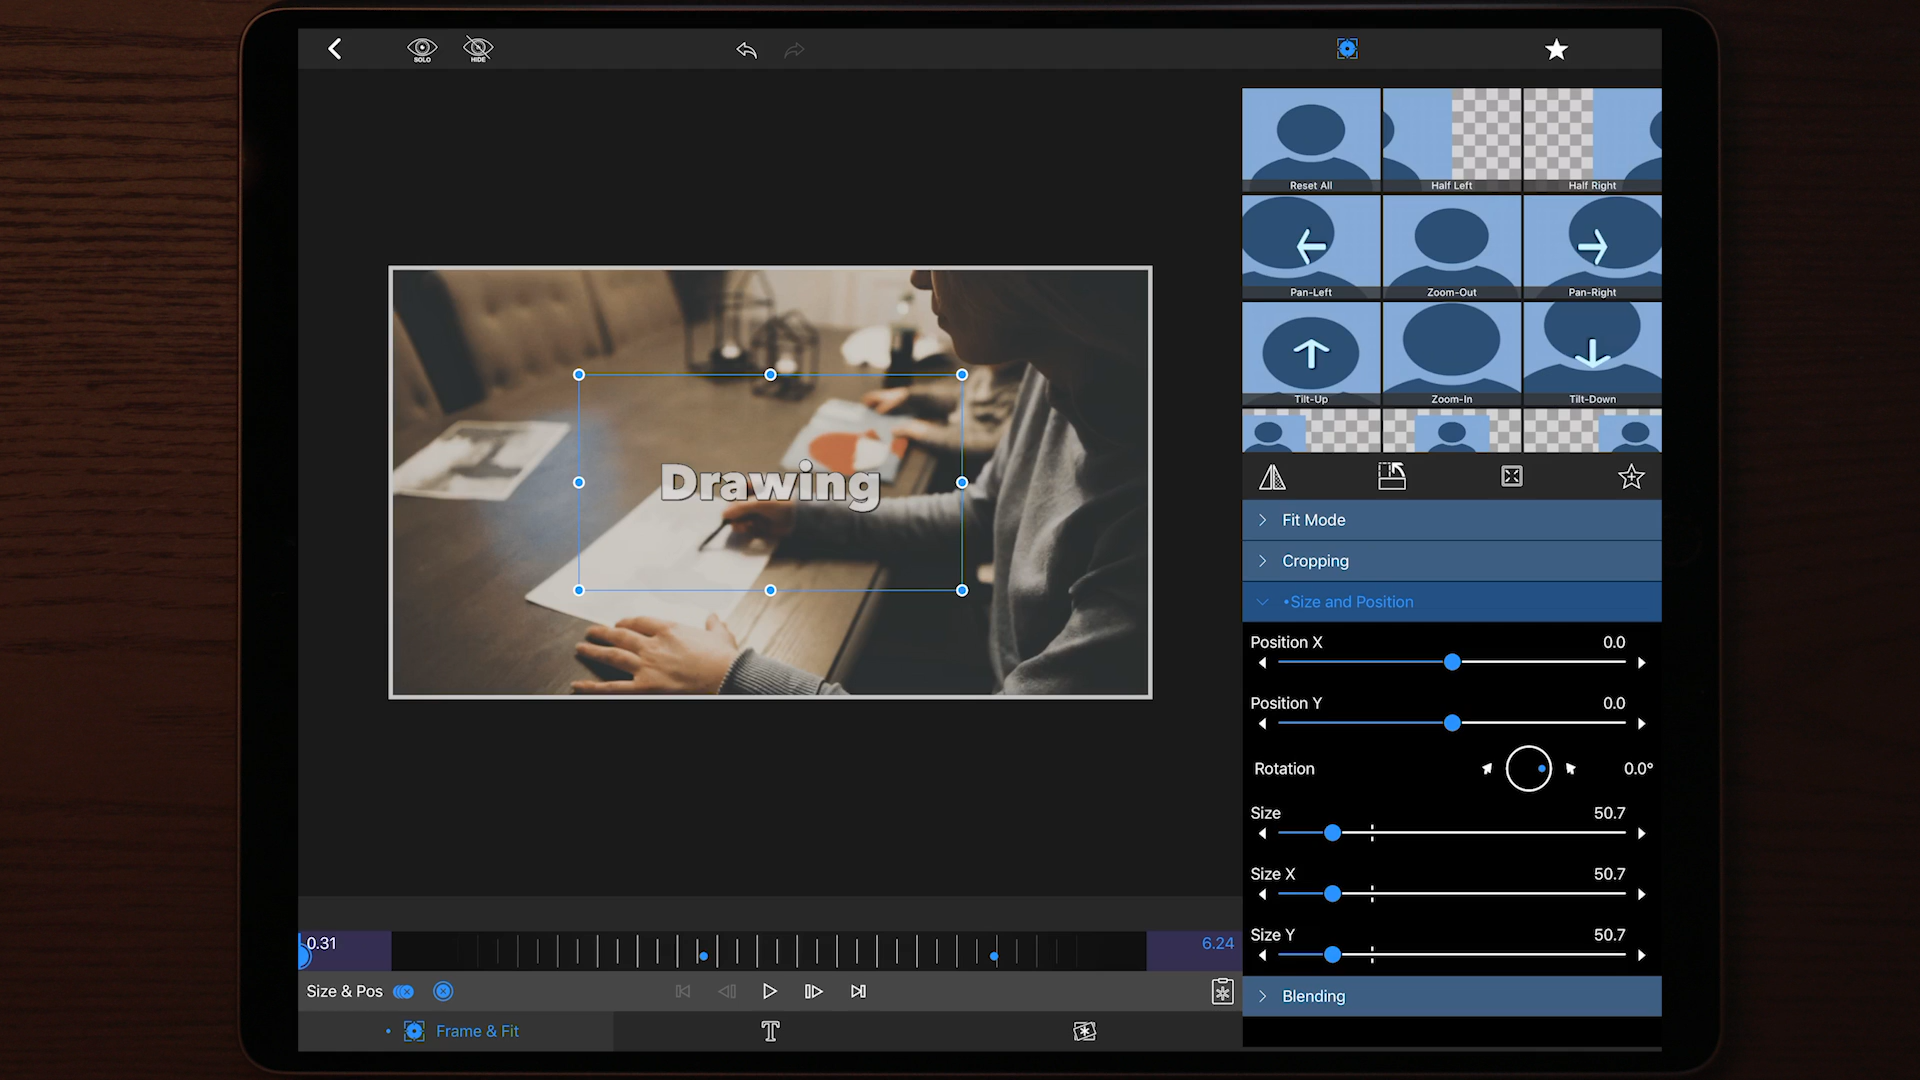 SOLO
HIDE
Reset All
Half Left
Half Right
Pan-Left
Zoom-Out
Pan-Right
Tilt-Up
Zoom-In
Tilt-Down
Drawing
Fit Mode
Cropping
•Size and Position
Position X 0.0
Position Y 0.0
Rotation 0.0°
Size 50.7
Size X 50.7
Size Y 50.7
Blending
0.31 6.24
Size & Pos
• Frame & Fit
T